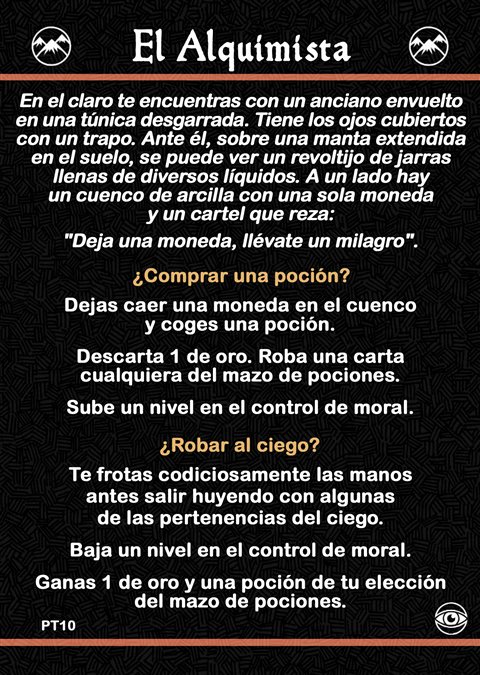 El Alquimista
En el claro te encuentras con un anciano envuelto
en una túnica desgarrada. Tiene los ojos cubiertos
con un trapo. Ante él, sobre una manta extendida
en el suelo, se puede ver un revoltijo de jarras
llenas de diversos líquidos. A un lado hay
un cuenco de arcilla con una sola moneda
y un cartel que reza:
"Deja una moneda, llévate un milagro".
¿Comprar una poción?
Dejas caer una moneda en el cuenco
y coges una poción.
Descarta 1 de oro. Roba una carta
cualquiera del mazo de pociones.
Sube un nivel en el control de moral.
¿Robar al ciego?
Te frotas codiciosamente las manos
antes salir huyendo con algunas
de las pertenencias del ciego.
Baja un nivel en el control de moral.
Ganas 1 de oro y una poción de tu elección
del mazo de pociones.
PT10